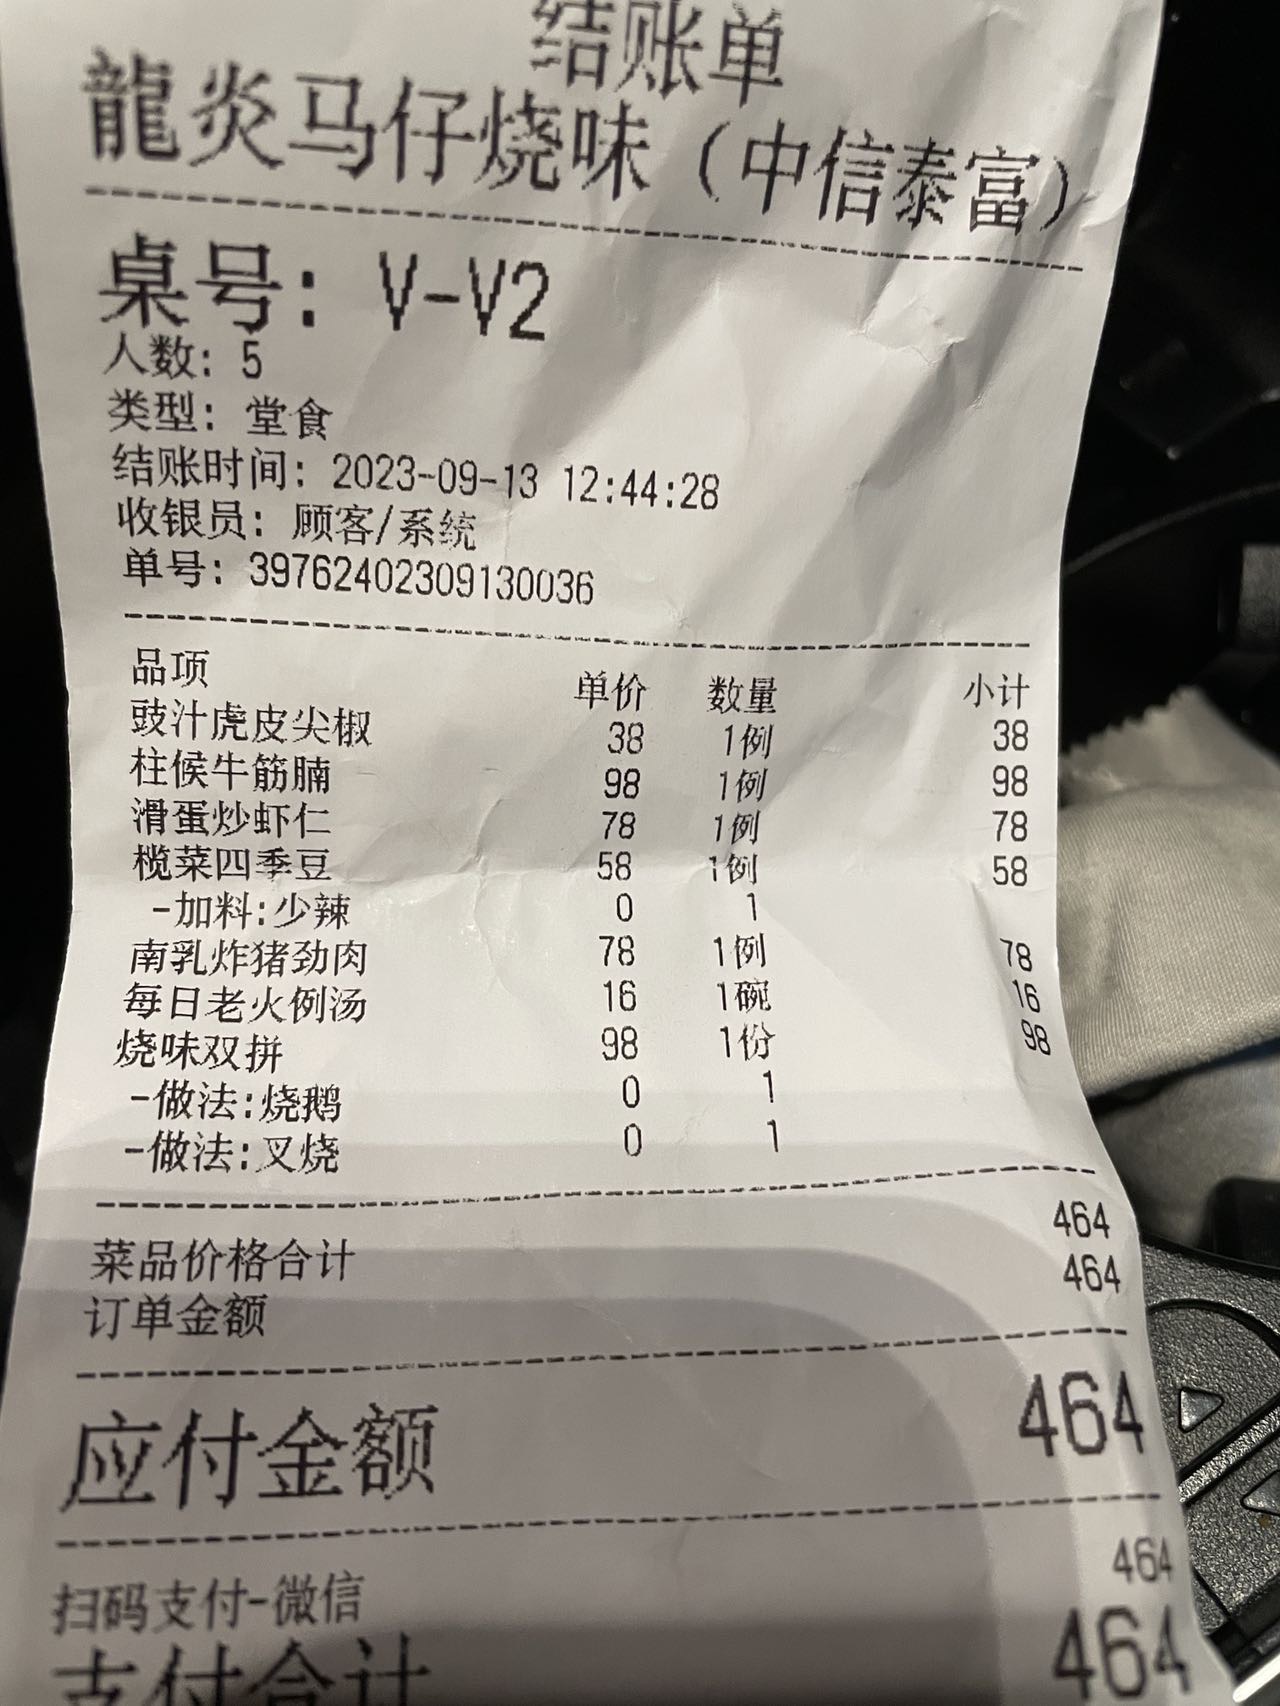 结账单
龍炎马仔烧味（中信泰富）
桌号：V-V2
人数：5
类型：堂食
结账时间：2023-09-13 12:44:28
收银员：顾客/系统
单号：39762402309130036
品项 单价 数量 小计
豉汁虎皮尖椒 38 1例 38
柱候牛筋腩 98 1例 98
滑蛋炒虾仁 78 1例 78
榄菜四季豆 58 1例 58
-加料:少辣 0 1
南乳炸猪劲肉 78 1例 78
每日老火例汤 16 1碗 16
烧味双拼 98 1份 98
-做法:烧鹅 0 1
-做法:叉烧 0 1
菜品价格合计 464
订单金额 464
应付金额 464
扫码支付-微信 464
支付合计 464